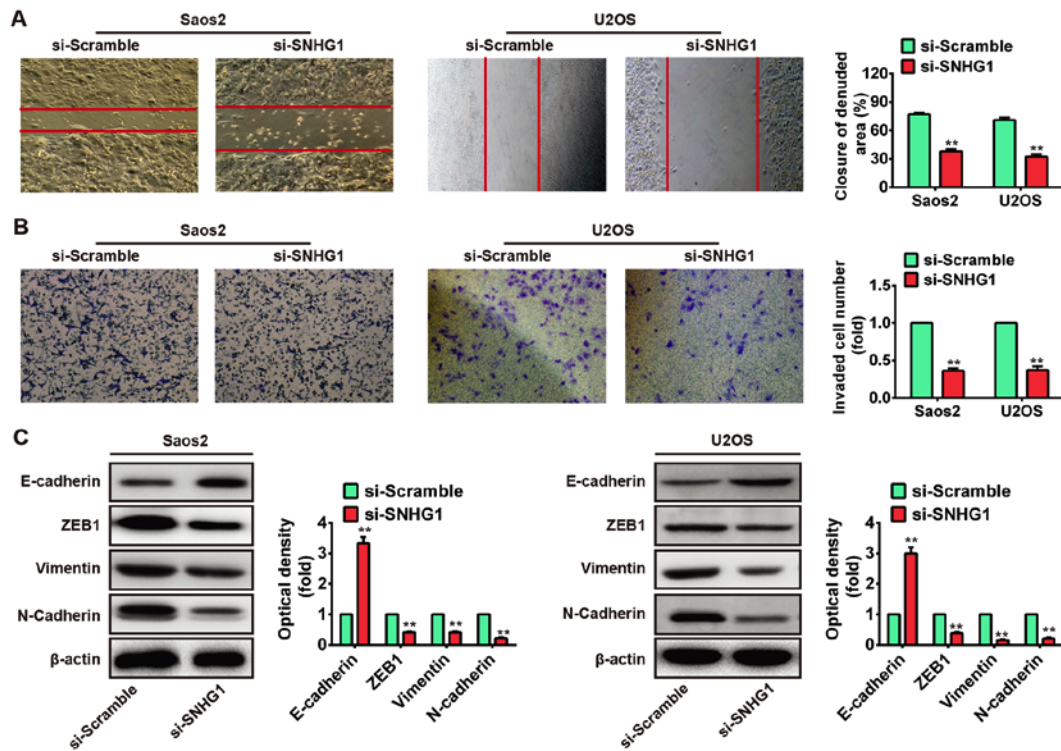 A
Saos2
si-Scramble
si-SNHG1
U2OS
si-Scramble
si-SNHG1
si-Scramble
si-SNHG1
Closure of denuded
area (%)
120
90
60
30
0
**
**
Saos2
U2OS
B
Saos2
si-Scramble
si-SNHG1
U2OS
si-Scramble
si-SNHG1
si-Scramble
si-SNHG1
Invaded cell number
(fold)
1.5
1.0
0.5
0.0
**
**
Saos2
U2OS
C
Saos2
E-cadherin
ZEB1
Vimentin
N-Cadherin
β-actin
si-Scramble
si-SNHG1
si-Scramble
si-SNHG1
Optical density
(fold)
4
3
2
1
0
**
**
**
**
E-cadherin
ZEB1
Vimentin
N-cadherin
U2OS
E-cadherin
ZEB1
Vimentin
N-Cadherin
β-actin
si-Scramble
si-SNHG1
si-Scramble
si-SNHG1
Optical density
(fold)
4
3
2
1
0
**
**
**
**
E-cadherin
ZEB1
Vimentin
N-cadherin